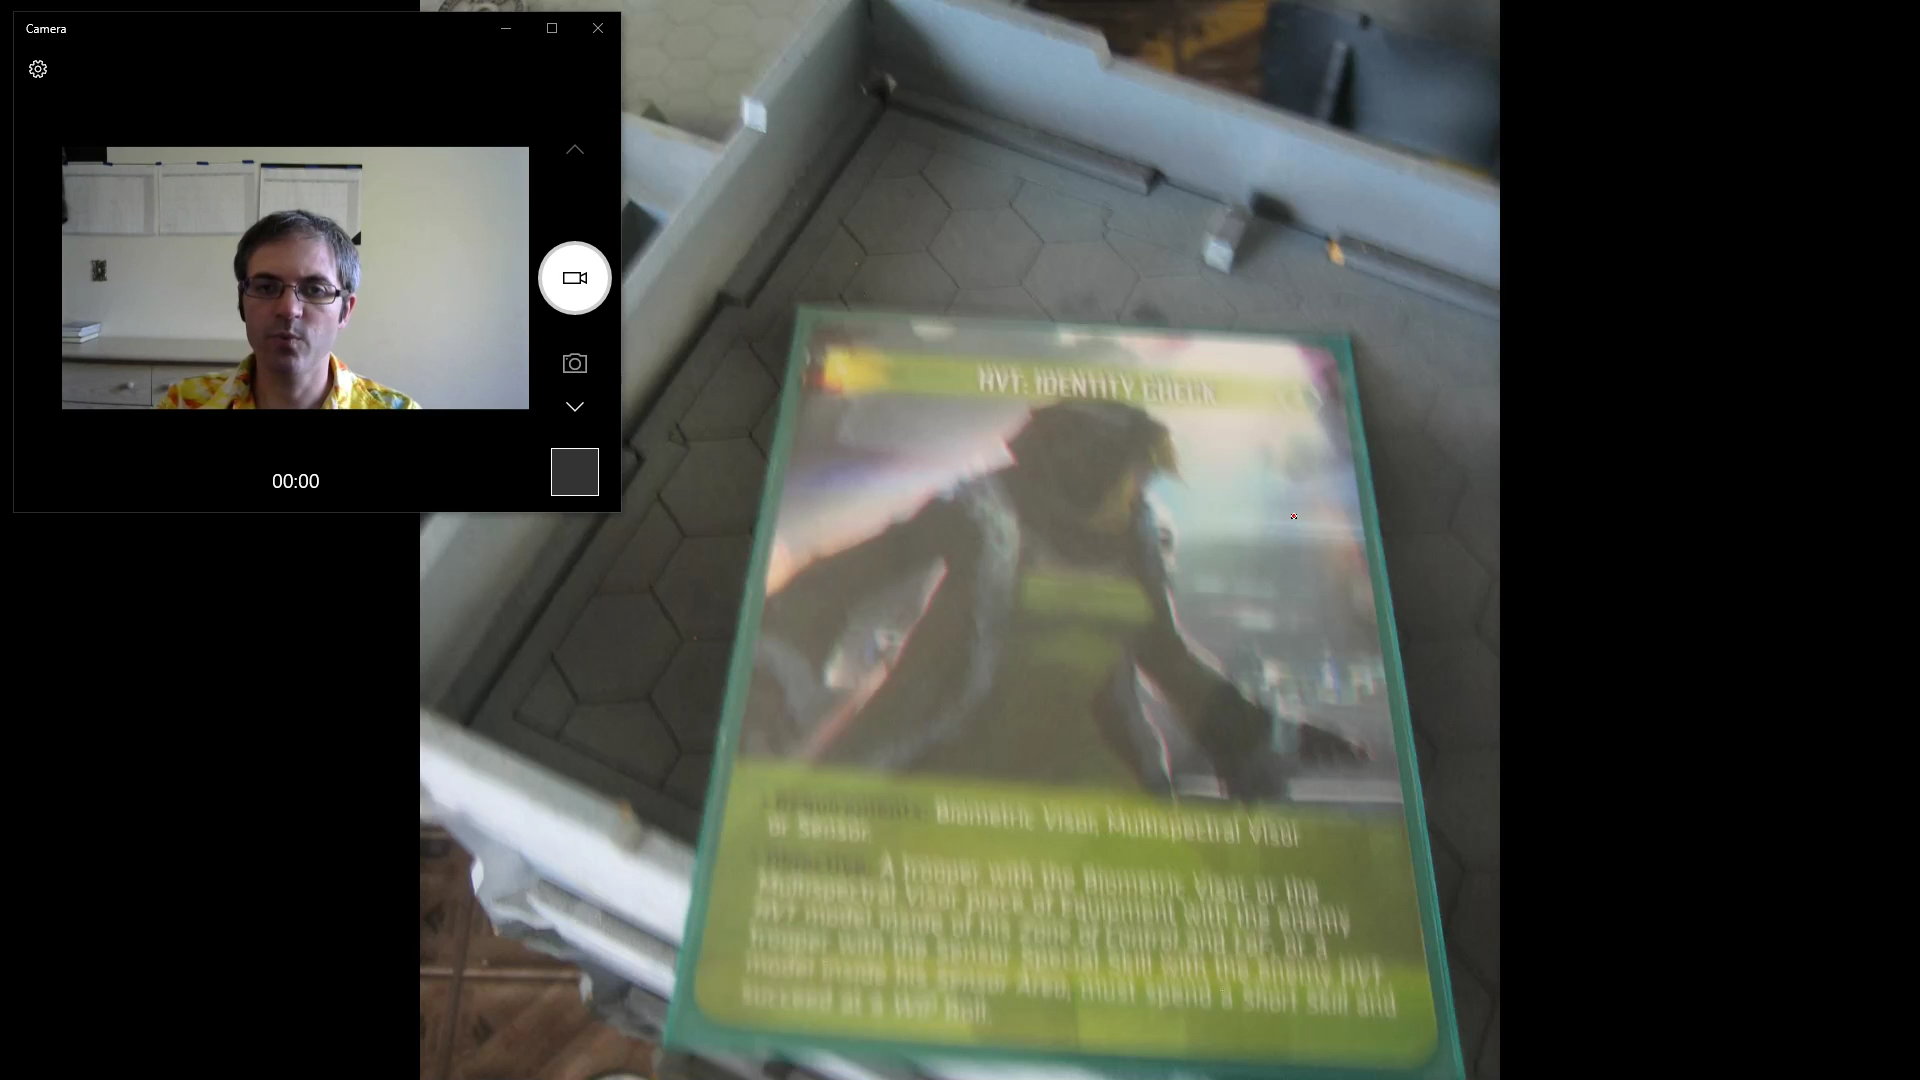 Camera
00:00
HVT: IDENTITY CHECK
Requirements: Biometric Visor, Multispectral Visor
or Sensor.
Objective: A trooper with the Biometric Visor or the
Multispectral Visor piece of Equipment with the enemy
HVT model inside of his Zone of Control and LoF, or a
trooper with the Sensor Special Skill with the enemy HVT
model inside his Sensor Area, must spend a Short Skill and
succeed at a WIP Roll.